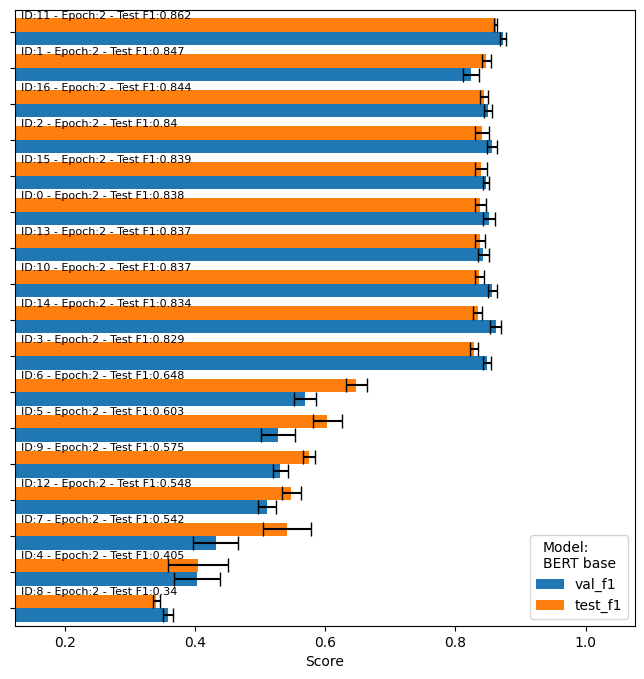 ID:11 - Epoch:2 - Test F1:0.862
ID:1 - Epoch:2 - Test F1:0.847
ID:16 - Epoch:2 - Test F1:0.844
ID:2 - Epoch:2 - Test F1:0.84
ID:15 - Epoch:2 - Test F1:0.839
ID:0 - Epoch:2 - Test F1:0.838
ID:13 - Epoch:2 - Test F1:0.837
ID:10 - Epoch:2 - Test F1:0.837
ID:14 - Epoch:2 - Test F1:0.834
ID:3 - Epoch:2 - Test F1:0.829
ID:6 - Epoch:2 - Test F1:0.648
ID:5 - Epoch:2 - Test F1:0.603
ID:9 - Epoch:2 - Test F1:0.575
ID:12 - Epoch:2 - Test F1:0.548
ID:7 - Epoch:2 - Test F1:0.542
ID:4 - Epoch:2 - Test F1:0.405
ID:8 - Epoch:2 - Test F1:0.34
Model:
BERT base
val_f1
test_f1
0.2 0.4 0.6 0.8 1.0
Score